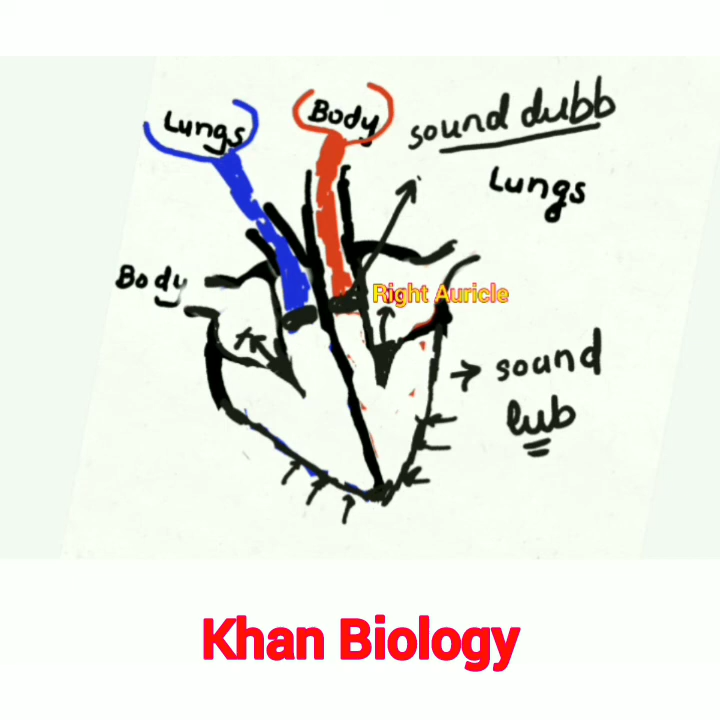 Lungs
Body
sound dubb
Lungs
Body
Right Auricle
→ sound
lub
Khan Biology